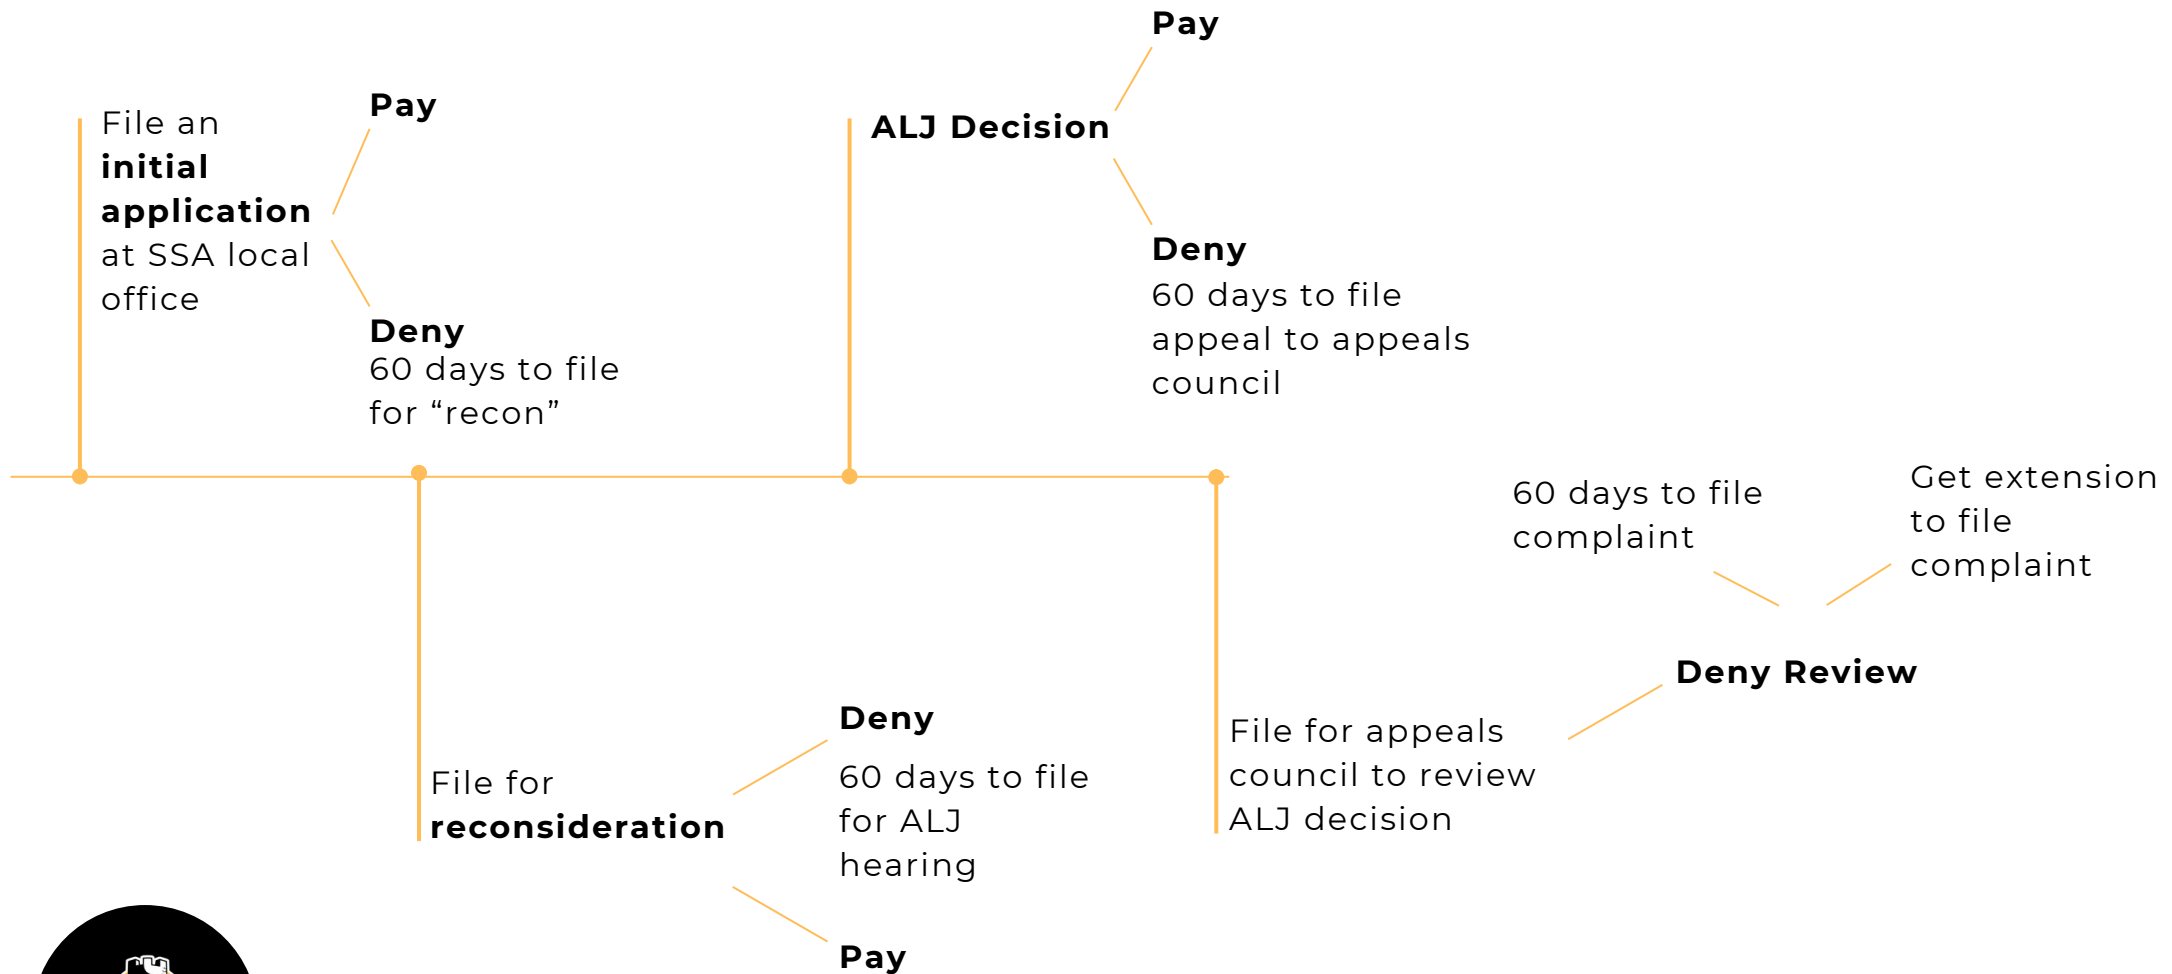 File an
initial
application
at SSA local
office
Pay
Deny
60 days to file
for “recon”
File for
reconsideration
Deny
60 days to file
for ALJ
hearing
Pay
ALJ Decision
Pay
Deny
60 days to file
appeal to appeals
council
File for appeals
council to review
ALJ decision
Deny Review
60 days to file
complaint
Get extension
to file
complaint